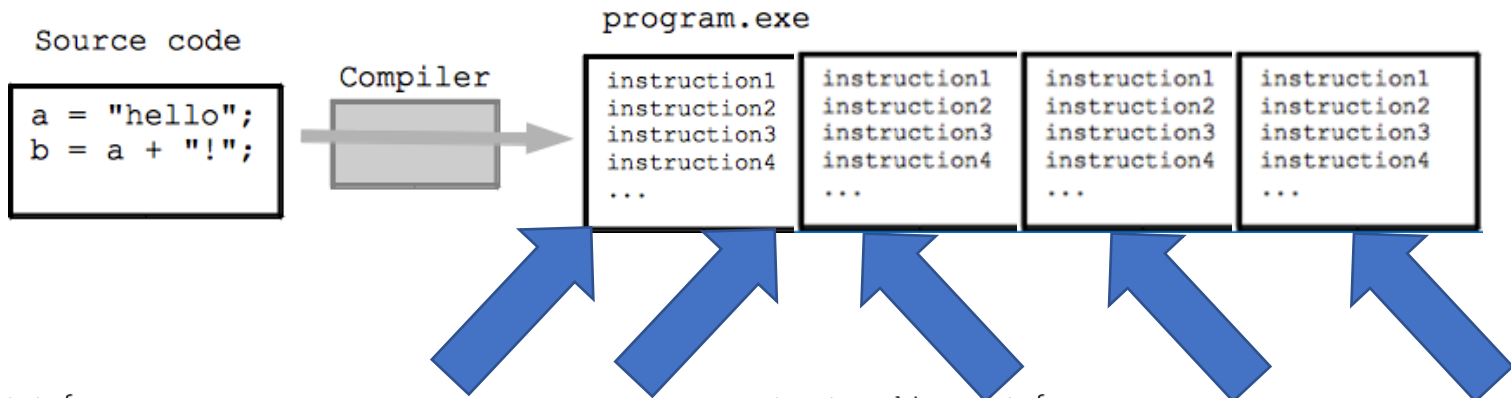 program.exe
Source code
Compiler
a = "hello";
b = a + "!";
instruction1
instruction2
instruction3
instruction4
...
instruction1
instruction2
instruction3
instruction4
...
instruction1
instruction2
instruction3
instruction4
...
instruction1
instruction2
instruction3
instruction4
...